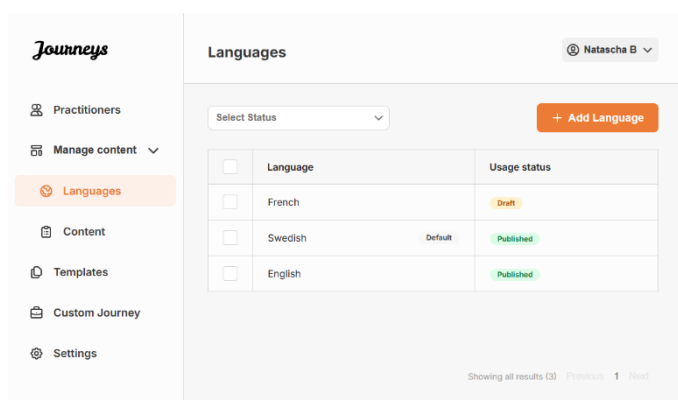 Journeys
Languages
Natascha B
Practitioners
Manage content
Languages
Content
Templates
Custom Journey
Settings
Select Status
+ Add Language
Language Usage status
French Draft
Swedish Default Published
English Published
Showing all results (3) Previous 1 Next